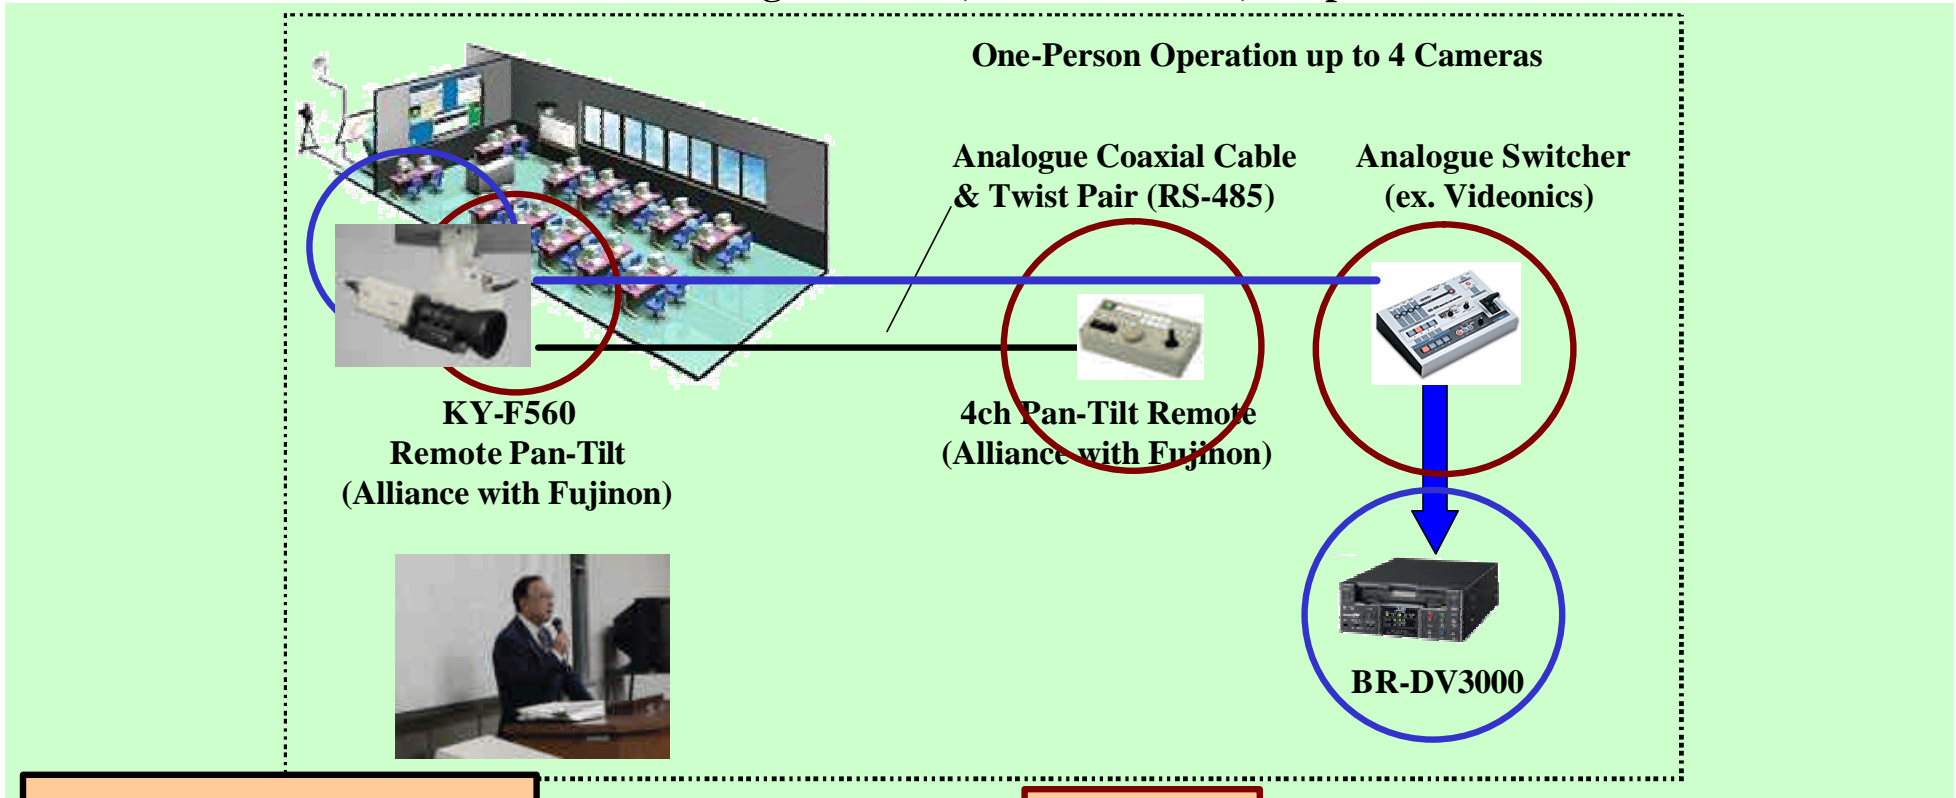 One-Person Operation up to 4 Cameras
Analogue Coaxial Cable
& Twist Pair (RS-485)
Analogue Switcher
(ex. Videonics)
KY-F560
Remote Pan-Tilt
(Alliance with Fujinon)
4ch Pan-Tilt Remote
(Alliance with Fujinon)
BR-DV3000